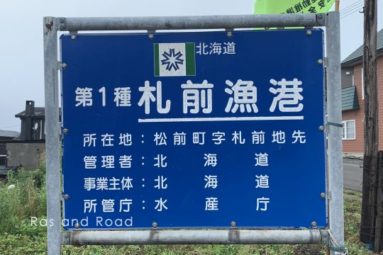 北海道
第1種 札前漁港
所在地:松前町字札前地先
管理者:北海道
事業主体:北海道
所管庁:水産庁
Ras and Road